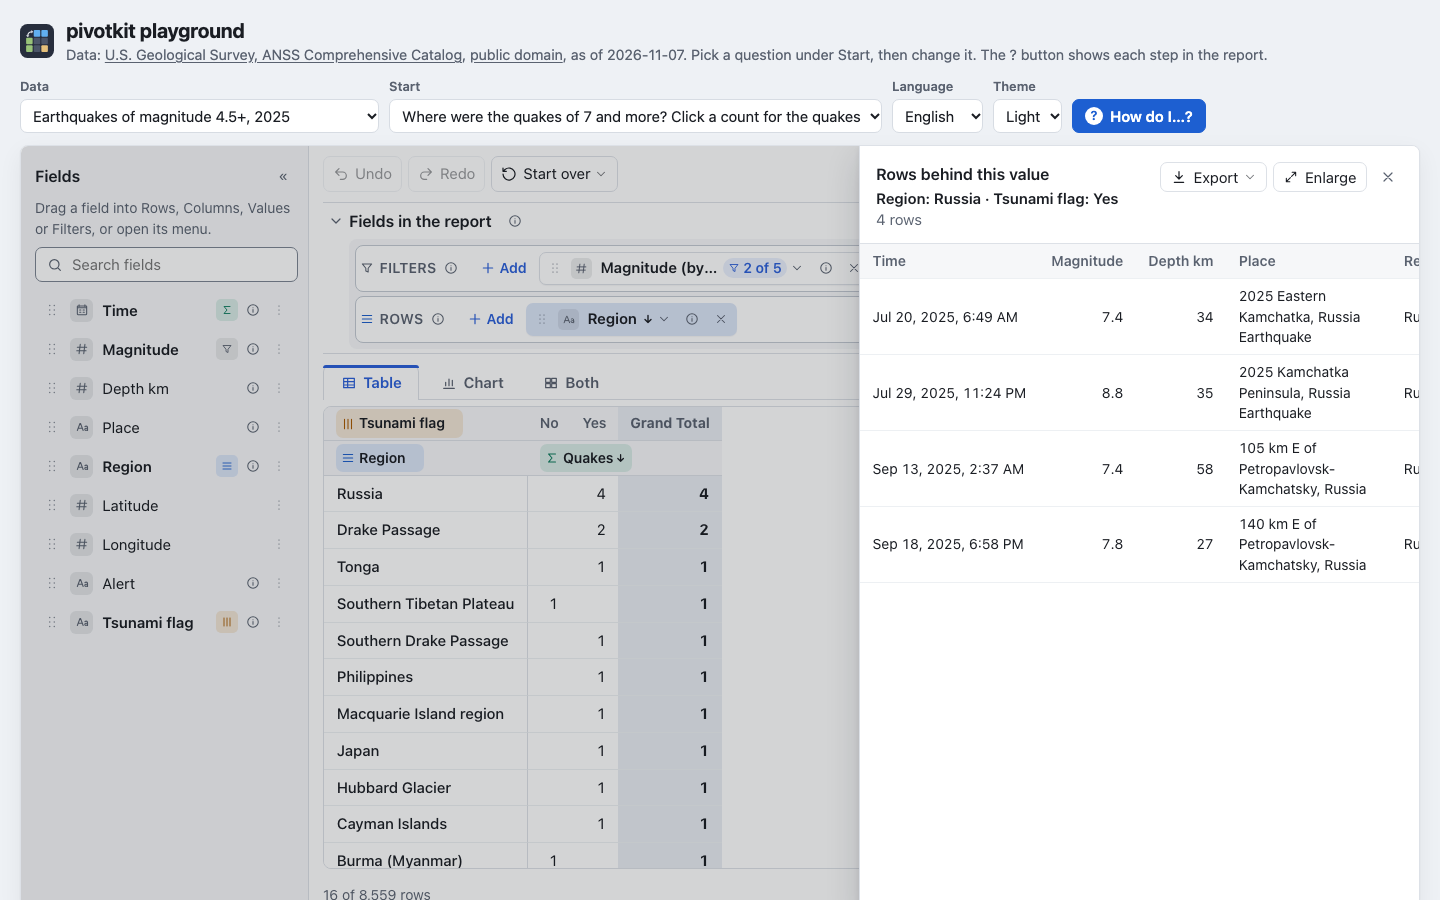 pivotkit playground
Data: U.S. Geological Survey, ANSS Comprehensive Catalog, public domain, as of 2026-11-07. Pick a question under Start, then change it. The ? button shows each step in the report.
Data
Start
Language
Theme
Earthquakes of magnitude 4.5+, 2025
Where were the quakes of 7 and more? Click a count for the quakes
English
Light
? How do I...?
Fields
«
Drag a field into Rows, Columns, Values
or Filters, or open its menu.
Search fields
Time
Σ
# Magnitude
# Depth km
Aa Place
Aa Region
# Latitude
# Longitude
Aa Alert
Aa Tsunami flag
Undo
Redo
Start over
Fields in the report
FILTERS
+ Add
# Magnitude (by...
2 of 5
ROWS
+ Add
Aa Region ↓
Table
Chart
Both
Tsunami flag
No
Yes
Grand Total
Region
Σ Quakes ↓
Russia 4 4
Drake Passage 2 2
Tonga 1 1
Southern Tibetan Plateau 1 1
Southern Drake Passage 1 1
Philippines 1 1
Macquarie Island region 1 1
Japan 1 1
Hubbard Glacier 1 1
Cayman Islands 1 1
Burma (Myanmar) 1 1
16 of 8,559 rows
Rows behind this value
Region: Russia · Tsunami flag: Yes
4 rows
Export
Enlarge
Time Magnitude Depth km Place Re
Jul 20, 2025, 6:49 AM 7.4 34 2025 Eastern
Kamchatka, Russia
Earthquake
Ru
Jul 29, 2025, 11:24 PM 8.8 35 2025 Kamchatka
Peninsula, Russia
Earthquake
Ru
Sep 13, 2025, 2:37 AM 7.4 58 105 km E of
Petropavlovsk-
Kamchatsky, Russia
Ru
Sep 18, 2025, 6:58 PM 7.8 27 140 km E of
Petropavlovsk-
Kamchatsky, Russia
Ru